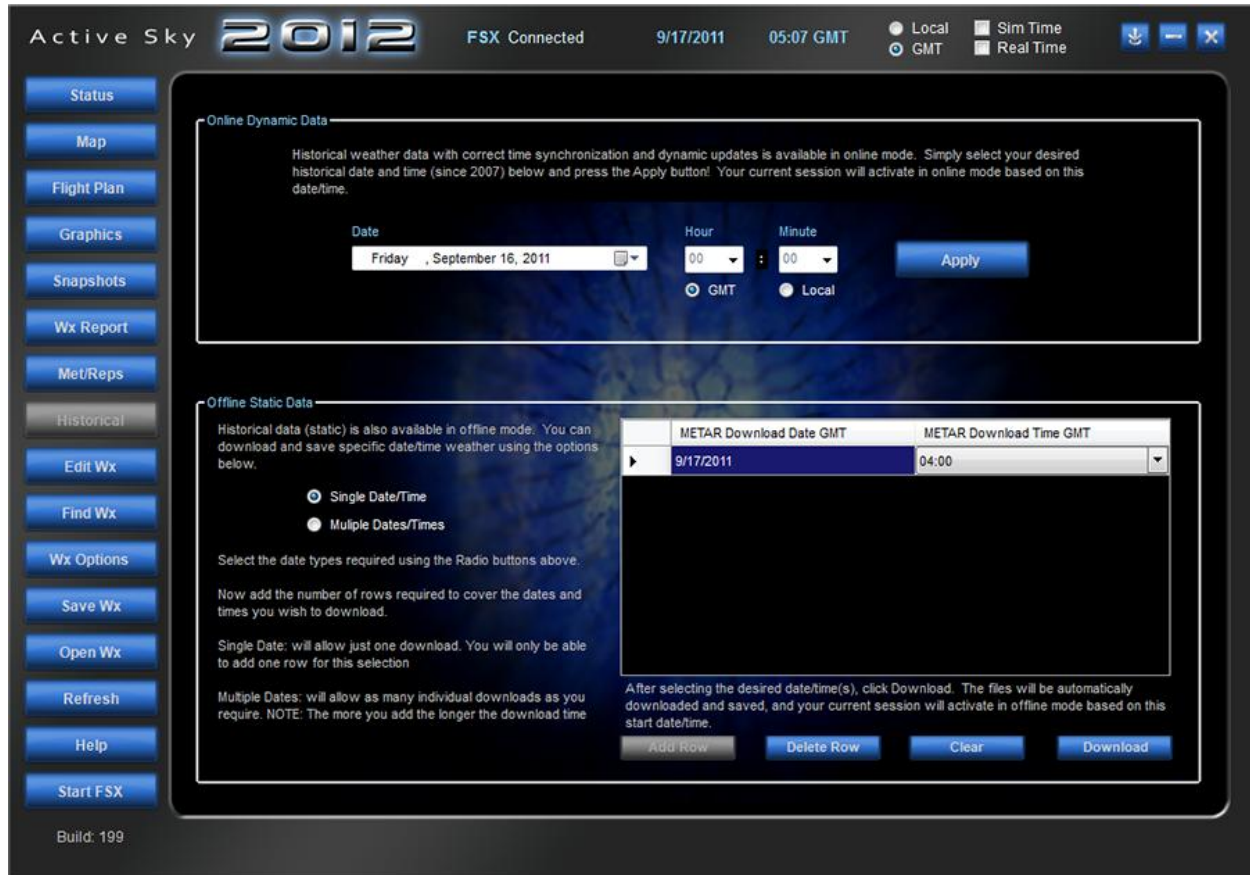 Active Sky 2012 FSX Connected 9/17/2011 05:07 GMT Local Sim Time
GMT Real Time
Status
Map
Flight Plan
Graphics
Snapshots
Wx Report
Met/Reps
Historical
Edit Wx
Find Wx
Wx Options
Save Wx
Open Wx
Refresh
Help
Start FSX
Build: 199
Online Dynamic Data
Historical weather data with correct time synchronization and dynamic updates is available in online mode. Simply select your desired
historical date and time (since 2007) below and press the Apply button! Your current session will activate in online mode based on this
date/time.
Date Hour Minute
Friday , September 16, 2011 00 : 00 Apply
GMT Local
Offline Static Data
Historical data (static) is also available in offline mode. You can
download and save specific date/time weather using the options
below.
Single Date/Time
Muliple Dates/Times
Select the date types required using the Radio buttons above.
Now add the number of rows required to cover the dates and
times you wish to download.
Single Date: will allow just one download. You will only be able
to add one row for this selection
Multiple Dates: will allow as many individual downloads as you
require. NOTE: The more you add the longer the download time
METAR Download Date GMT METAR Download Time GMT
9/17/2011 04:00
After selecting the desired date/time(s), click Download. The files will be automatically
downloaded and saved, and your current session will activate in offline mode based on this
start date/time.
Add Row Delete Row Clear Download